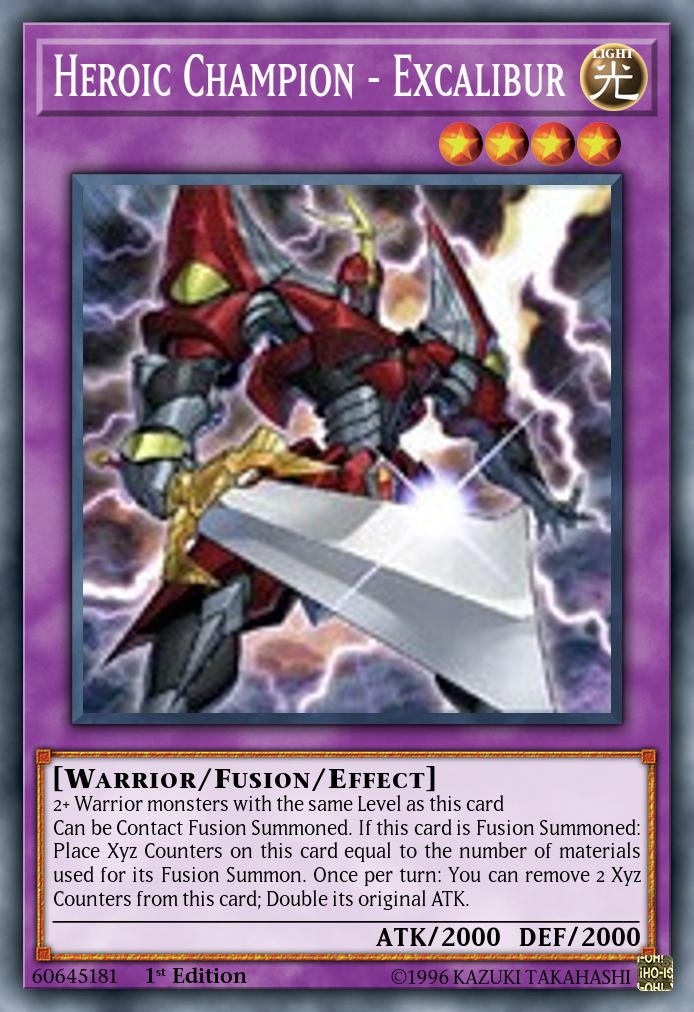 Heroic Champion - Excalibur
LIGHT
光
[Warrior/Fusion/Effect]
2+ Warrior monsters with the same Level as this card
Can be Contact Fusion Summoned. If this card is Fusion Summoned:
Place Xyz Counters on this card equal to the number of materials
used for its Fusion Summon. Once per turn: You can remove 2 Xyz
Counters from this card; Double its original ATK.
ATK/2000 DEF/2000
60645181 1st Edition ©1996 KAZUKI TAKAHASHI